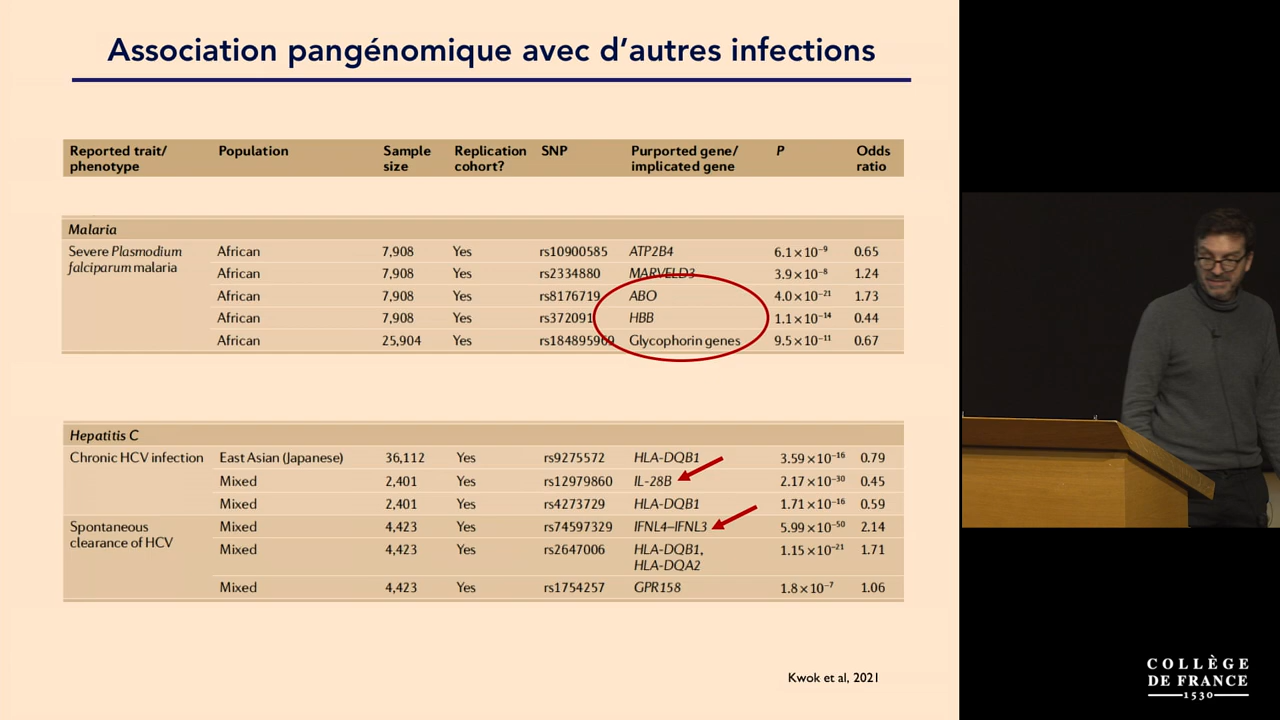 Association pangénomique avec d’autres infections
Reported trait/ phenotype Population Sample size Replication cohort? SNP Purported gene/ implicated gene P Odds ratio
Malaria
Severe Plasmodium falciparum malaria African 7,908 Yes rs10900585 ATP2B4 6.1×10⁻⁹ 0.65
African 7,908 Yes rs2334880 MARVELD3 3.9×10⁻⁸ 1.24
African 7,908 Yes rs8176719 ABO 4.0×10⁻²¹ 1.73
African 7,908 Yes rs372091 HBB 1.1×10⁻¹⁴ 0.44
African 25,904 Yes rs184895969 Glycophorin genes 9.5×10⁻¹¹ 0.67
Hepatitis C
Chronic HCV infection East Asian (Japanese) 36,112 Yes rs9275572 HLA-DQB1 3.59×10⁻¹⁶ 0.79
Mixed 2,401 Yes rs12979860 IL-28B 2.17×10⁻³⁰ 0.45
Mixed 2,401 Yes rs4273729 HLA-DQB1 1.71×10⁻¹⁶ 0.59
Spontaneous clearance of HCV Mixed 4,423 Yes rs74597329 IFNL4–IFNL3 5.99×10⁻⁵⁰ 2.14
Mixed 4,423 Yes rs2647006 HLA-DQB1, HLA-DQA2 1.15×10⁻²¹ 1.71
Mixed 4,423 Yes rs1754257 GPR158 1.8×10⁻⁷ 1.06
Kwok et al, 2021
COLLÈGE
DE FRANCE
1530